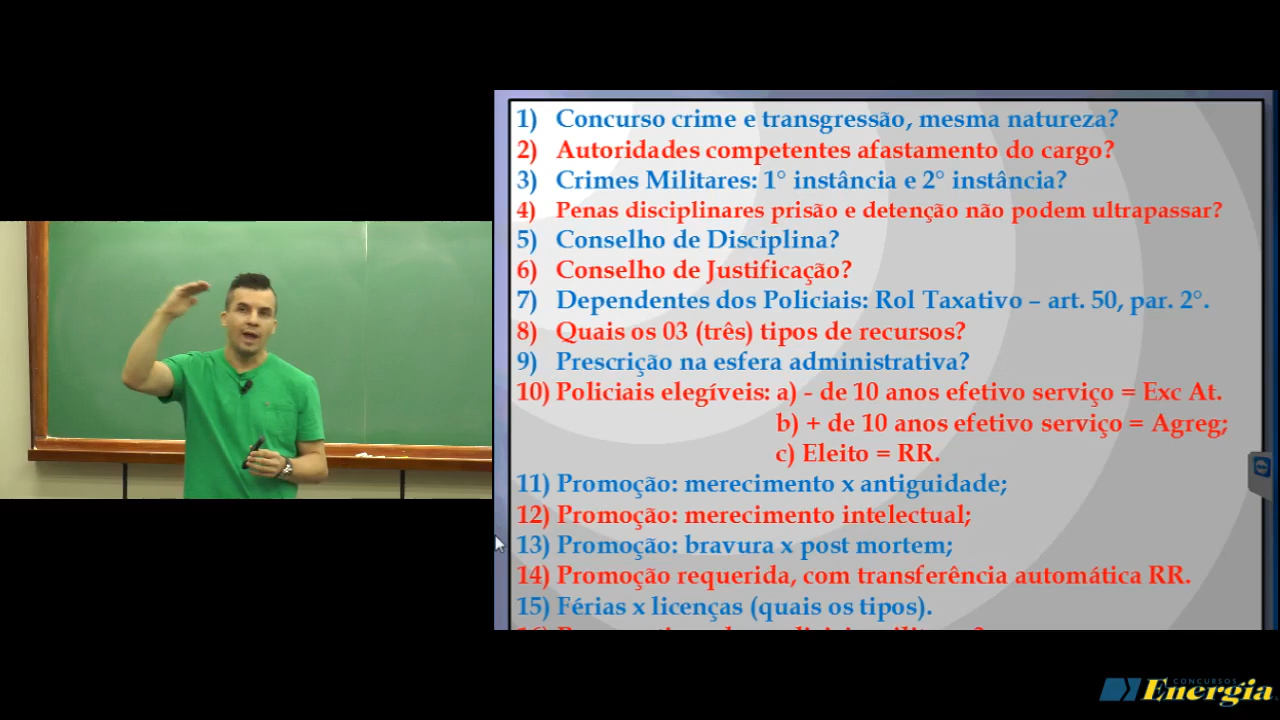 1) Concurso crime e transgressão, mesma natureza?
2) Autoridades competentes afastamento do cargo?
3) Crimes Militares: 1° instância e 2° instância?
4) Penas disciplinares prisão e detenção não podem ultrapassar?
5) Conselho de Disciplina?
6) Conselho de Justificação?
7) Dependentes dos Policiais: Rol Taxativo – art. 50, par. 2°.
8) Quais os 03 (três) tipos de recursos?
9) Prescrição na esfera administrativa?
10) Policiais elegíveis: a) - de 10 anos efetivo serviço = Exc At.
b) + de 10 anos efetivo serviço = Agreg;
c) Eleito = RR.
11) Promoção: merecimento x antiguidade;
12) Promoção: merecimento intelectual;
13) Promoção: bravura x post mortem;
14) Promoção requerida, com transferência automática RR.
15) Férias x licenças (quais os tipos).
CONCURSOS
Energia